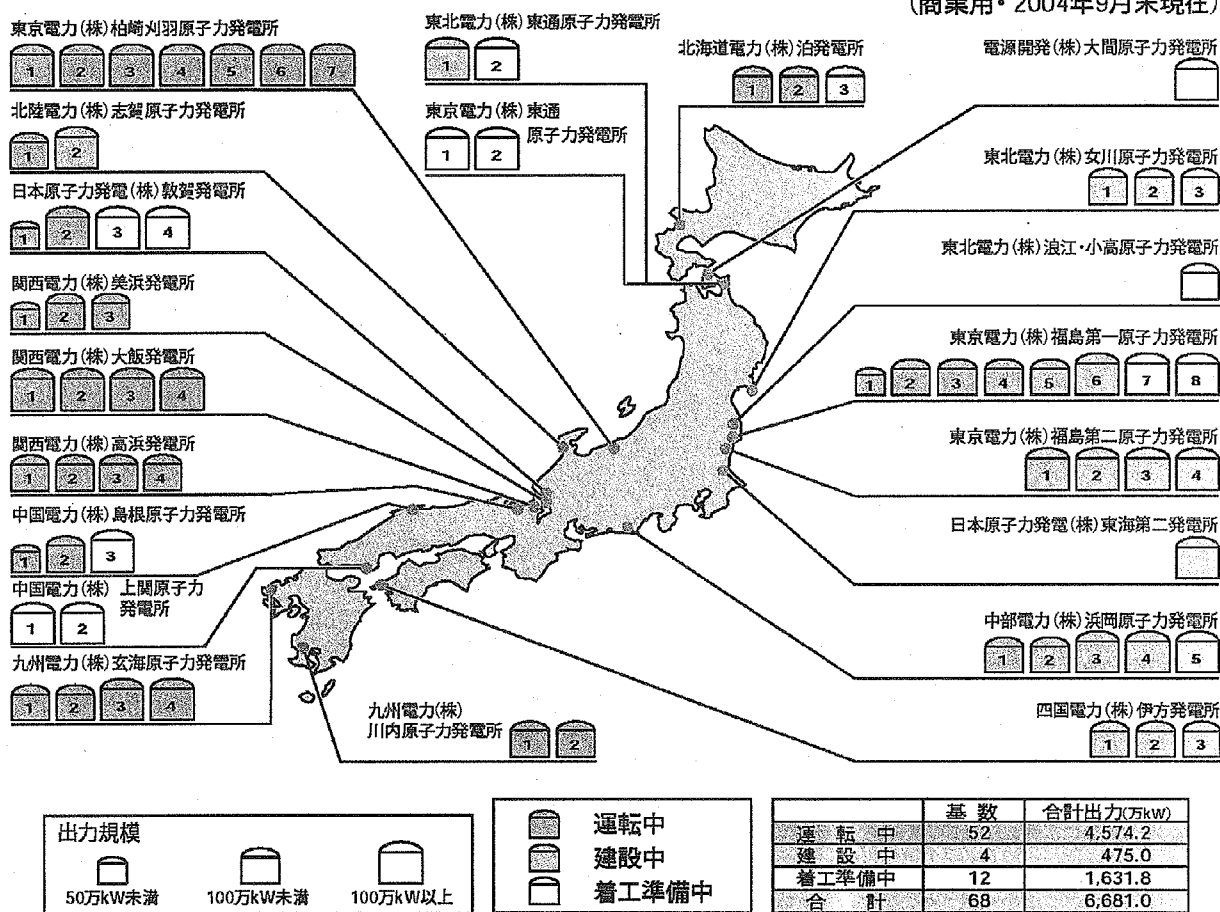 (商業用・2004年9月末現在)
東京電力(株)柏崎刈羽原子力発電所
1 2 3 4 5 6 7
北陸電力(株)志賀原子力発電所
1 2
日本原子力発電(株)敦賀発電所
1 2 3 4
関西電力(株)美浜発電所
1 2 3
関西電力(株)大飯発電所
1 2 3 4
関西電力(株)高浜発電所
1 2 3 4
中国電力(株)島根原子力発電所
1 2 3
中国電力(株) 上関原子力
発電所
1 2
九州電力(株)玄海原子力発電所
1 2 3 4
東北電力(株)東通原子力発電所
1 2
東京電力(株)東通
原子力発電所
1 2
北海道電力(株)泊発電所
1 2 3
九州電力(株)
川内原子力発電所
1 2
電源開発(株)大間原子力発電所
東北電力(株)女川原子力発電所
1 2 3
東北電力(株)浪江・小高原子力発電所
東京電力(株)福島第一原子力発電所
1 2 3 4 5 6 7 8
東京電力(株)福島第二原子力発電所
1 2 3 4
日本原子力発電(株)東海第二発電所
中部電力(株)浜岡原子力発電所
1 2 3 4 5
四国電力(株)伊方発電所
1 2 3
出力規模
50万kW未満 100万kW未満 100万kW以上
運転中
建設中
着工準備中
基数 合計出力(万kW)
運転中 52 4,574.2
建設中 4 475.0
着工準備中 12 1,631.8
合計 68 6,681.0